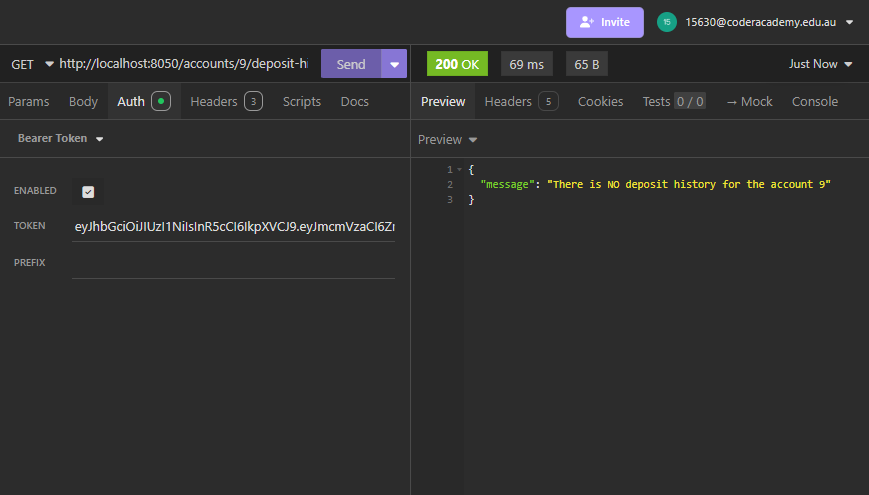 Invite
15 15630@coderacademy.edu.au
GET http://localhost:8050/accounts/9/deposit-hi Send
200 OK 69 ms 65 B Just Now
Params Body Auth Headers 3 Scripts Docs
Preview Headers 5 Cookies Tests 0 / 0 → Mock Console
Bearer Token
Preview
ENABLED
TOKEN eyJhbGciOiJIUzI1NiIsInR5cCI6IkpXVCJ9.eyJmcmVzaCI6Zr
PREFIX
1 {
2 "message": "There is NO deposit history for the account 9"
3 }